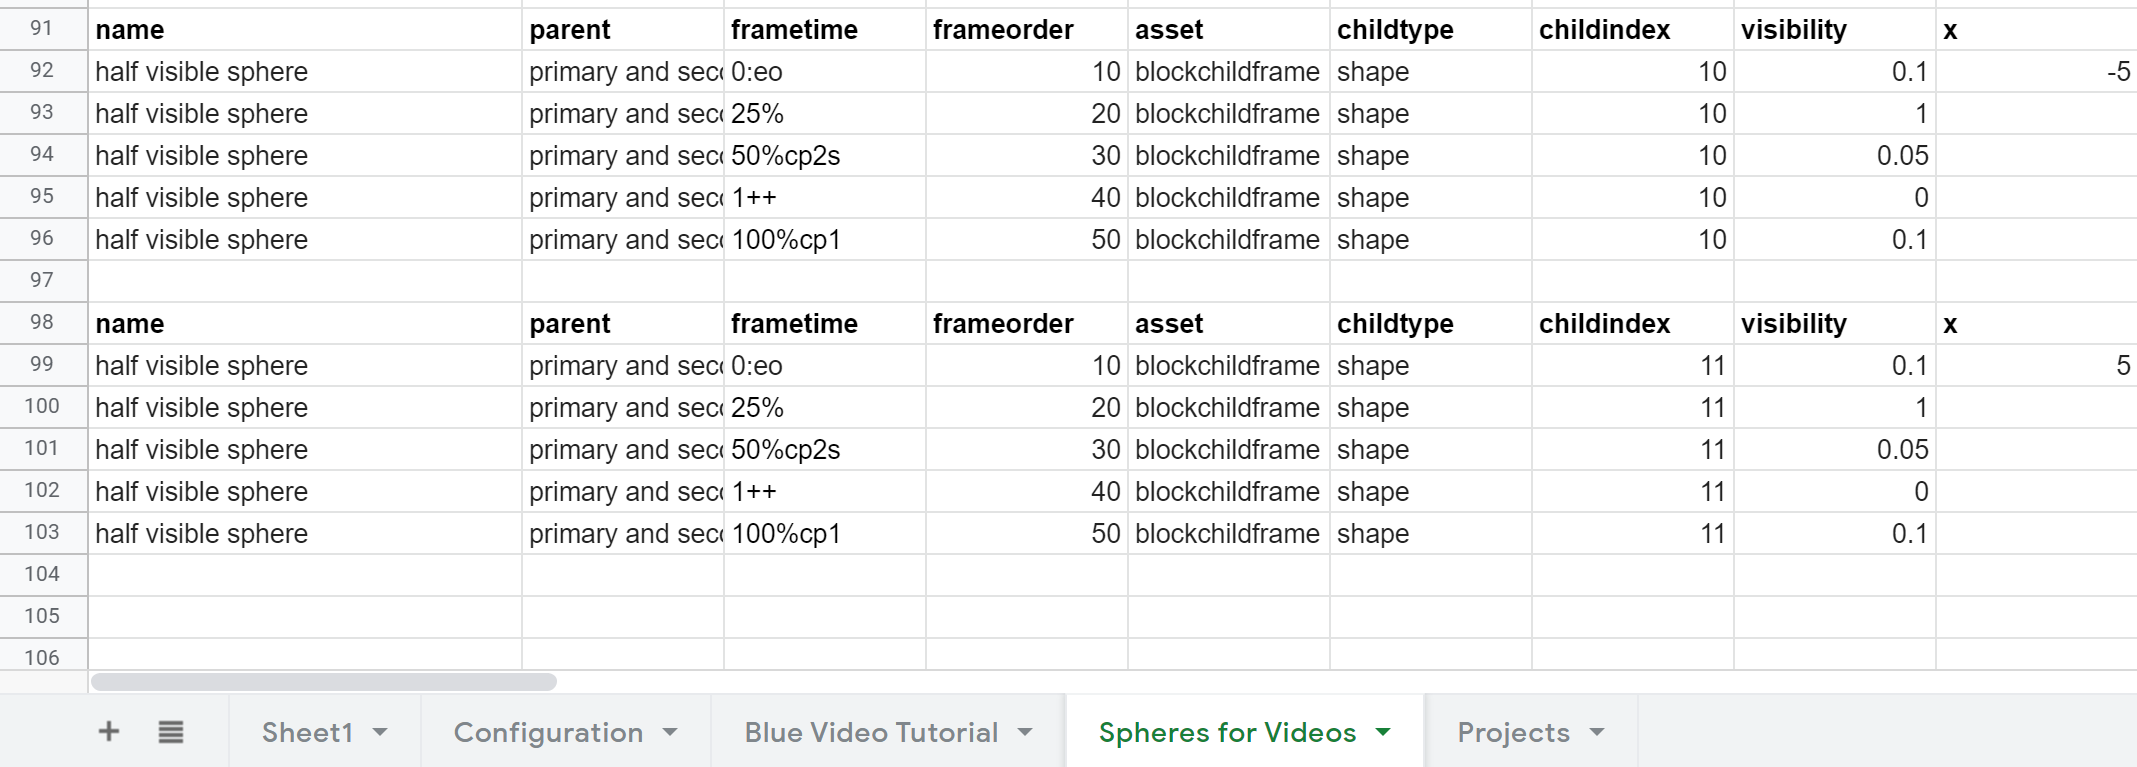 91 name parent frametime frameorder asset childtype childindex visibility x
92 half visible sphere primary and sec 0:eo 10 blockchildframe shape 10 0.1 -5
93 half visible sphere primary and sec 25% 20 blockchildframe shape 10 1
94 half visible sphere primary and sec 50%cp2s 30 blockchildframe shape 10 0.05
95 half visible sphere primary and sec 1++ 40 blockchildframe shape 10 0
96 half visible sphere primary and sec 100%cp1 50 blockchildframe shape 10 0.1
97
98 name parent frametime frameorder asset childtype childindex visibility x
99 half visible sphere primary and sec 0:eo 10 blockchildframe shape 11 0.1 5
100 half visible sphere primary and sec 25% 20 blockchildframe shape 11 1
101 half visible sphere primary and sec 50%cp2s 30 blockchildframe shape 11 0.05
102 half visible sphere primary and sec 1++ 40 blockchildframe shape 11 0
103 half visible sphere primary and sec 100%cp1 50 blockchildframe shape 11 0.1
104
105
106
+ Sheet1 Configuration Blue Video Tutorial Spheres for Videos Projects